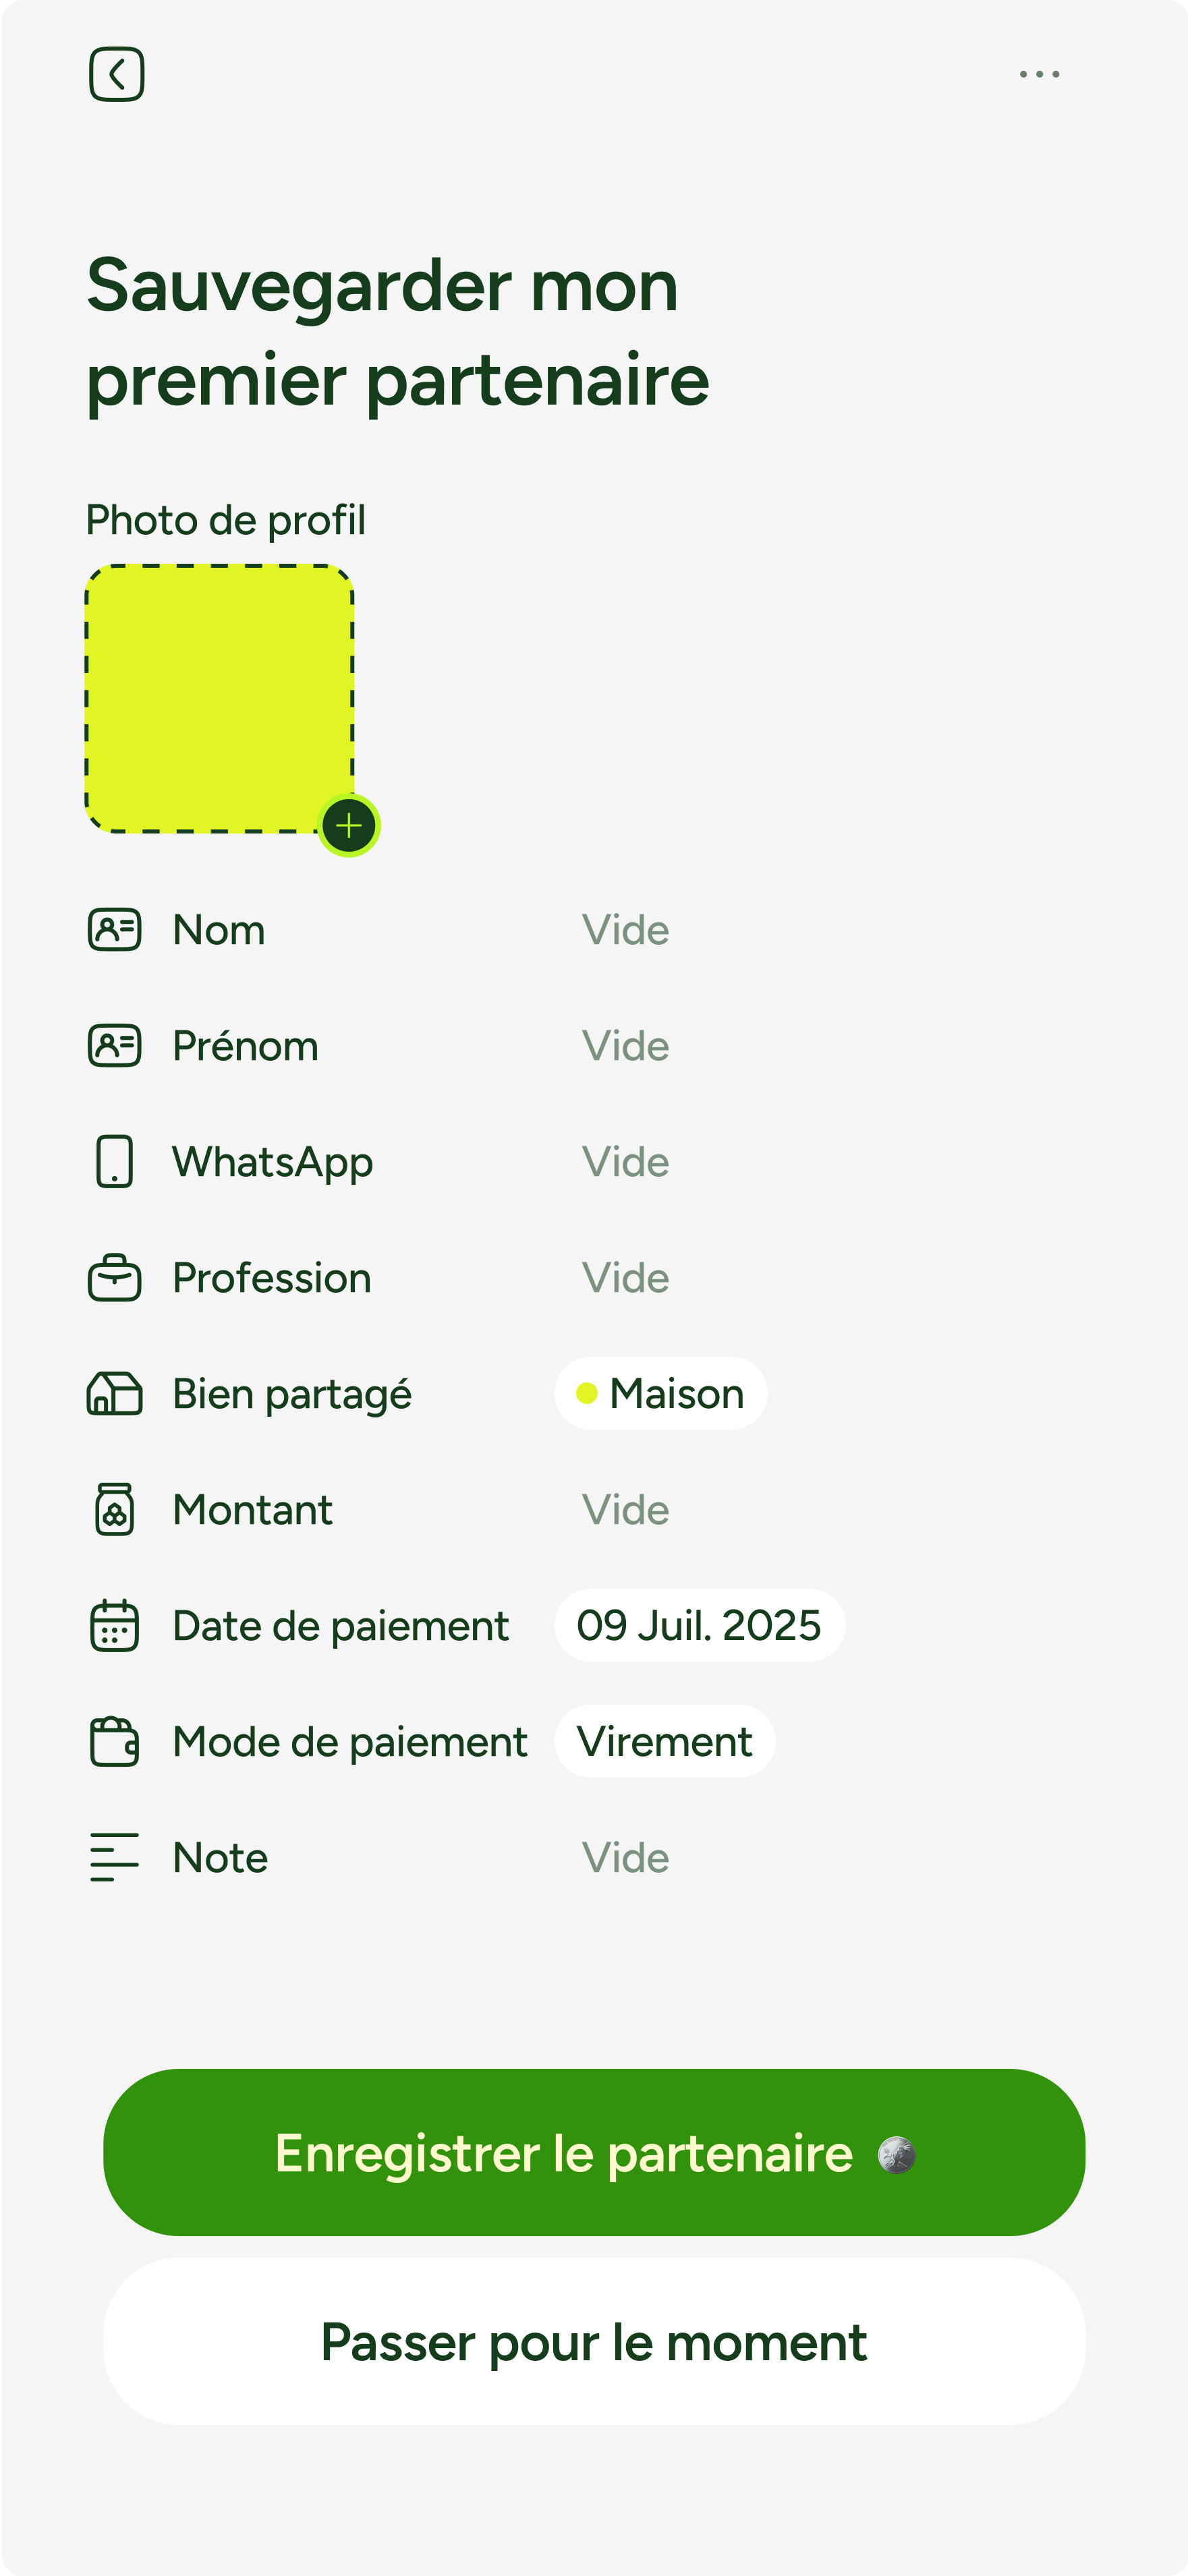 Sauvegarder mon
premier partenaire
Photo de profil
Nom Vide
Prénom Vide
WhatsApp Vide
Profession Vide
Bien partagé Maison
Montant Vide
Date de paiement 09 Juil. 2025
Mode de paiement Virement
Note Vide
Enregistrer le partenaire
Passer pour le moment